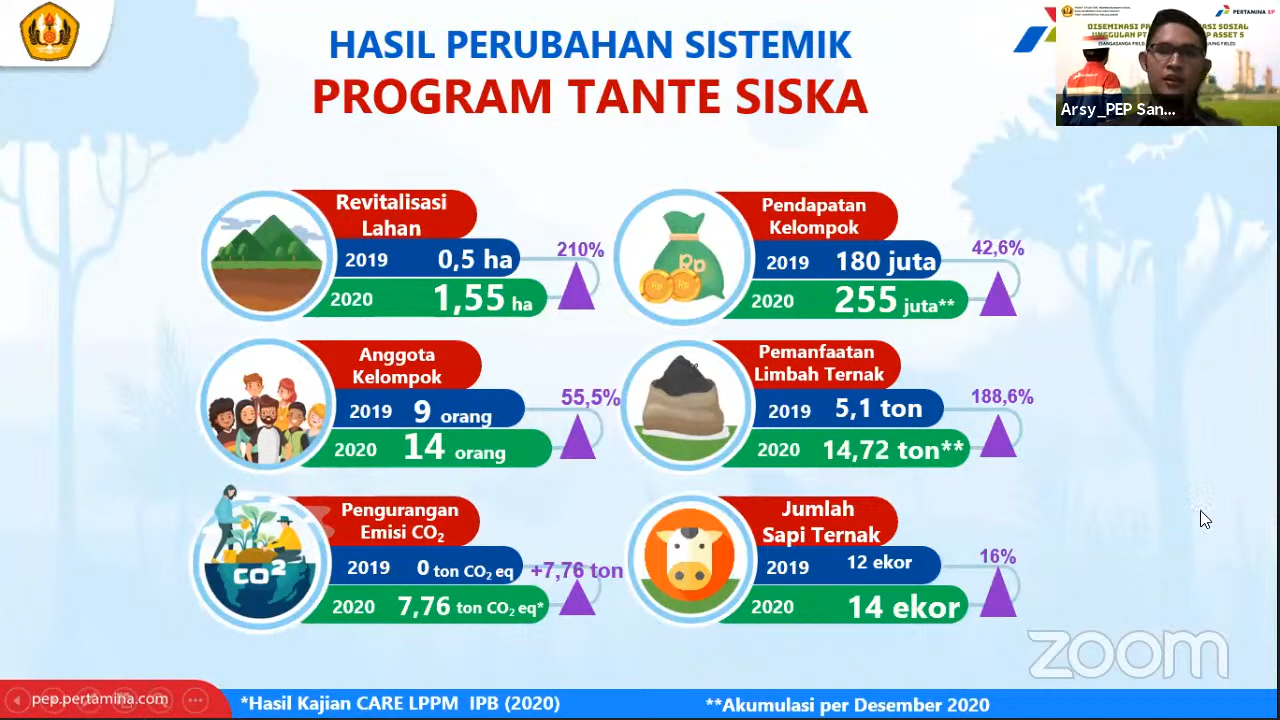 HASIL PERUBAHAN SISTEMIK
PROGRAM TANTE SISKA
PERTAMINA EP
DISEMINASI
SOSIAL
Arsy_PEP San...
Revitalisasi
Lahan
2019 0,5 ha
2020 1,55 ha
210%
Pendapatan
Kelompok
2019 180 juta
2020 255 juta**
42,6%
Rp
Anggota
Kelompok
2019 9 orang
2020 14 orang
55,5%
Pemanfaatan
Limbah Ternak
2019 5,1 ton
2020 14,72 ton**
188,6%
Pengurangan
Emisi CO₂
2019 0 ton CO₂ eq
2020 7,76 ton CO₂ eq*
+7,76 ton
CO²
Jumlah
Sapi Ternak
2019 12 ekor
2020 14 ekor
16%
zoom
pep.pertamina.com
*Hasil Kajian CARE LPPM IPB (2020)
**Akumulasi per Desember 2020